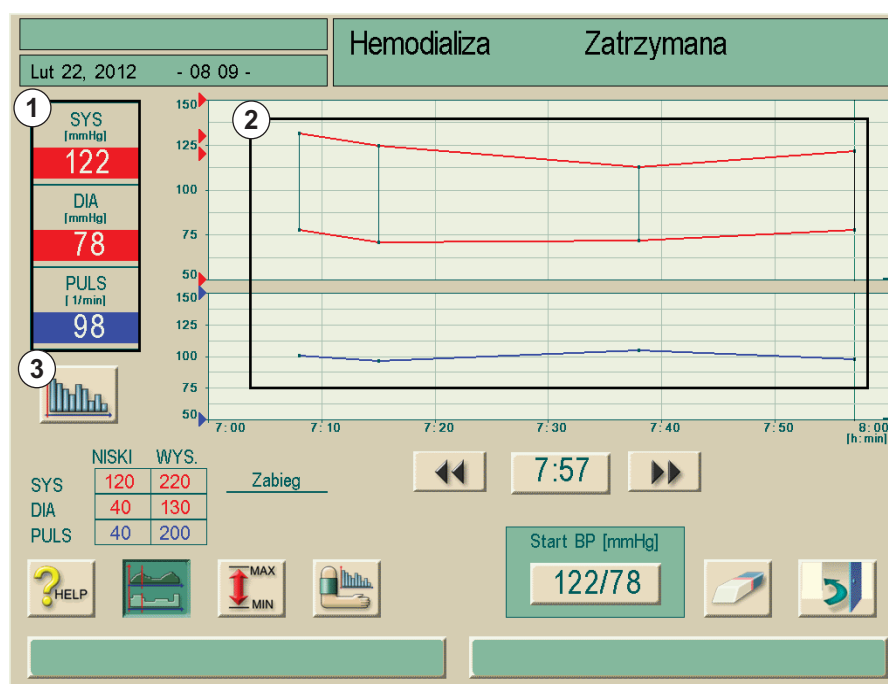 Hemodializa Zatrzymana
Lut 22, 2012 - 08 09 -
1
SYS
[mmHg]
122
DIA
[mmHg]
78
PULS
[ 1/min]
98
3
2
150
125
100
75
50
150
125
100
75
50
7:00 7:10 7:20 7:30 7:40 7:50 8:00
[h:min]
NISKI WYS.
SYS 120 220
DIA 40 130
PULS 40 200
Zabieg
7:57
Start BP [mmHg]
122/78
? HELP
MAX
MIN